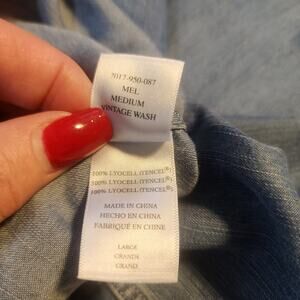 7017-950-087
MEL
MEDIUM
VINTAGE WASH
100% LYOCELL (TENCEL®)
100% LYOCELL (TENCEL®)
100% LYOCELL (TENCEL®)
MADE IN CHINA
HECHO EN CHINA
FABRIQUÉ EN CHINE
LARGE
GRANDE
GRAND